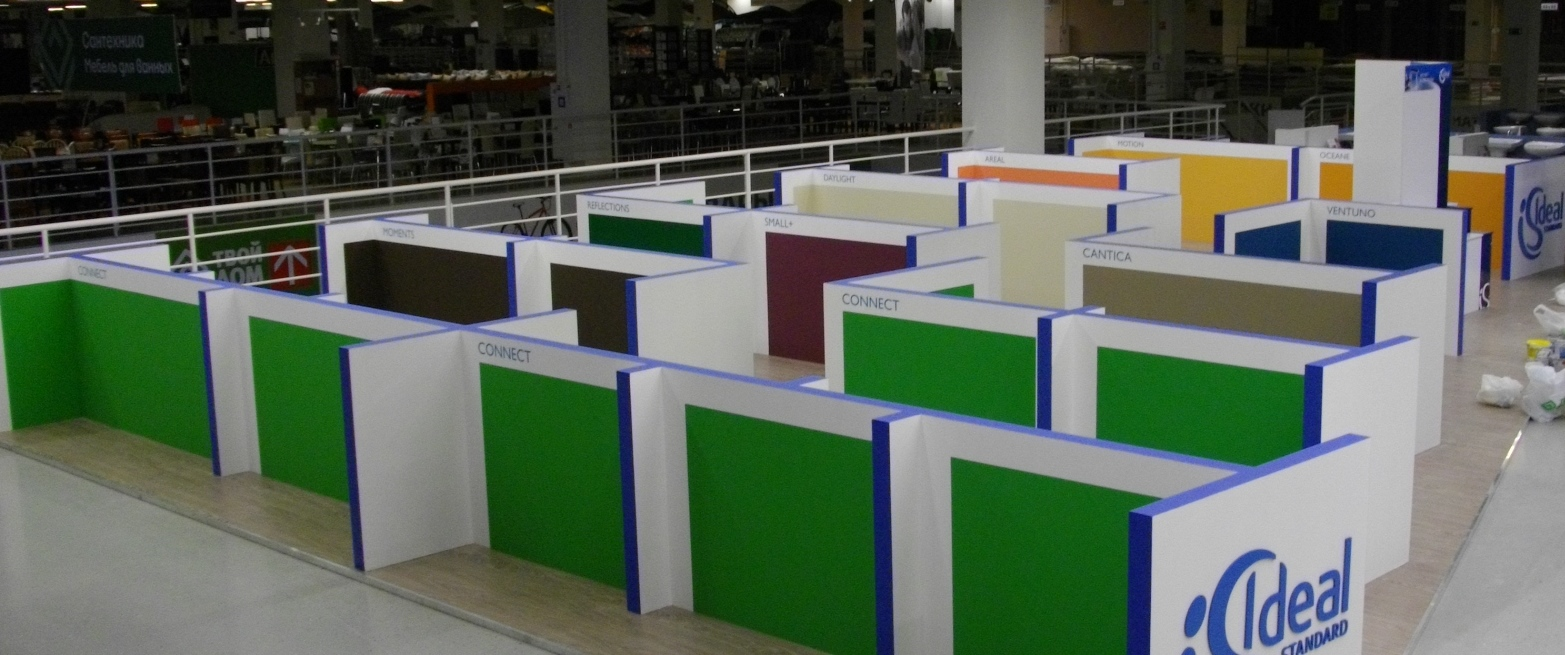 Сантехника
Мебель для Ванных
MOTION
OCEANE
AREAL
DAYLIGHT
REFLECTIONS
VENTUNO
SMALL+
MOMENTS
CANTICA
ТВОЙ
ДОМ
CONNECT
CONNECT
CONNECT
Ideal
Ideal
STANDARD